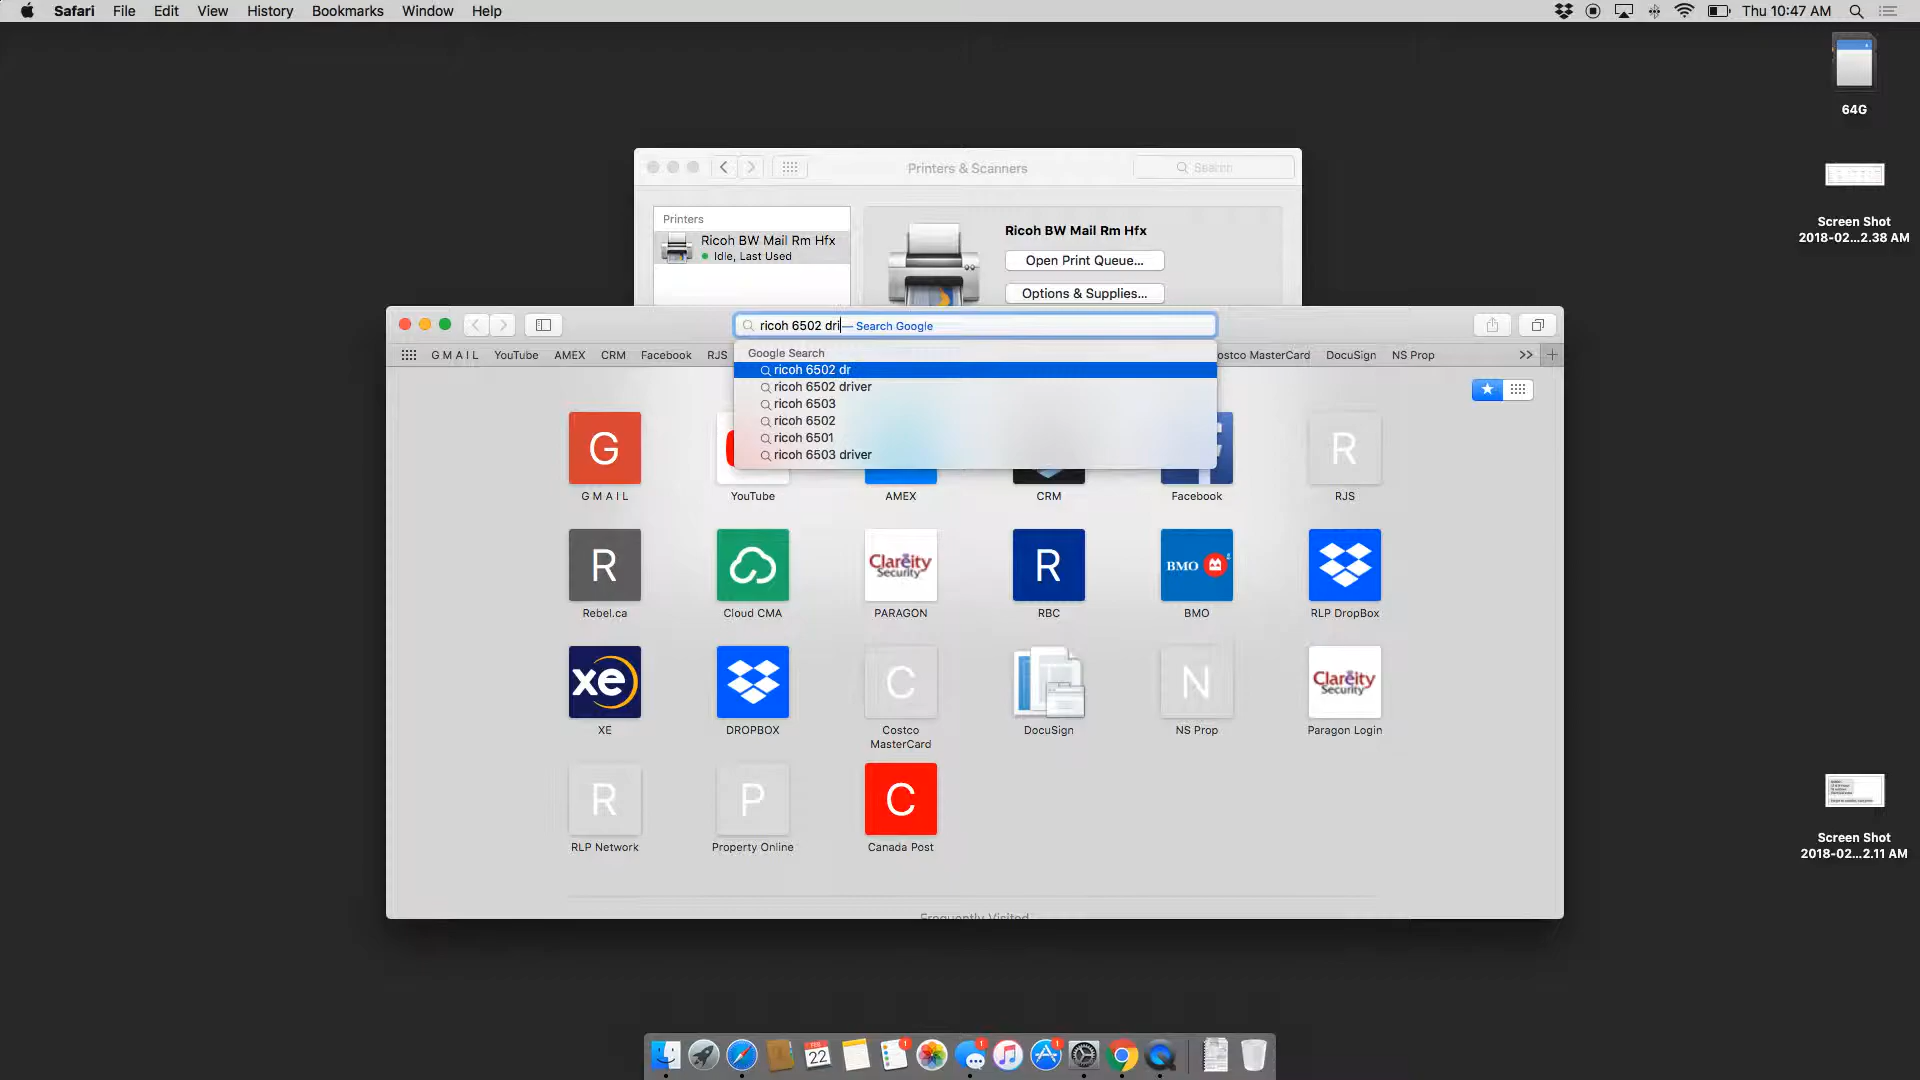 Safari File Edit View History Bookmarks Window Help Thu 10:47 AM
64G
Screen Shot
2018-02...2.38 AM
Printers & Scanners
Search
Printers
Ricoh BW Mail Rm Hfx
Idle, Last Used
Ricoh BW Mail Rm Hfx
Open Print Queue...
Options & Supplies...
ricoh 6502 dri — Search Google
G M A I L YouTube AMEX CRM Facebook RJS ostco MasterCard DocuSign NS Prop
Google Search
ricoh 6502 dr
ricoh 6502 driver
ricoh 6503
ricoh 6502
ricoh 6501
ricoh 6503 driver
G
R
G M A I L YouTube AMEX CRM Facebook RJS
R
Clareity
Security
R
BMO
Rebel.ca Cloud CMA PARAGON RBC BMO RLP DropBox
xe
C
N
Clareity
Security
XE DROPBOX Costco
MasterCard DocuSign NS Prop Paragon Login
R
P
C
RLP Network Property Online Canada Post
Frequently Visited
Screen Shot
2018-02...2.11 AM
FEB
22
1
1
1